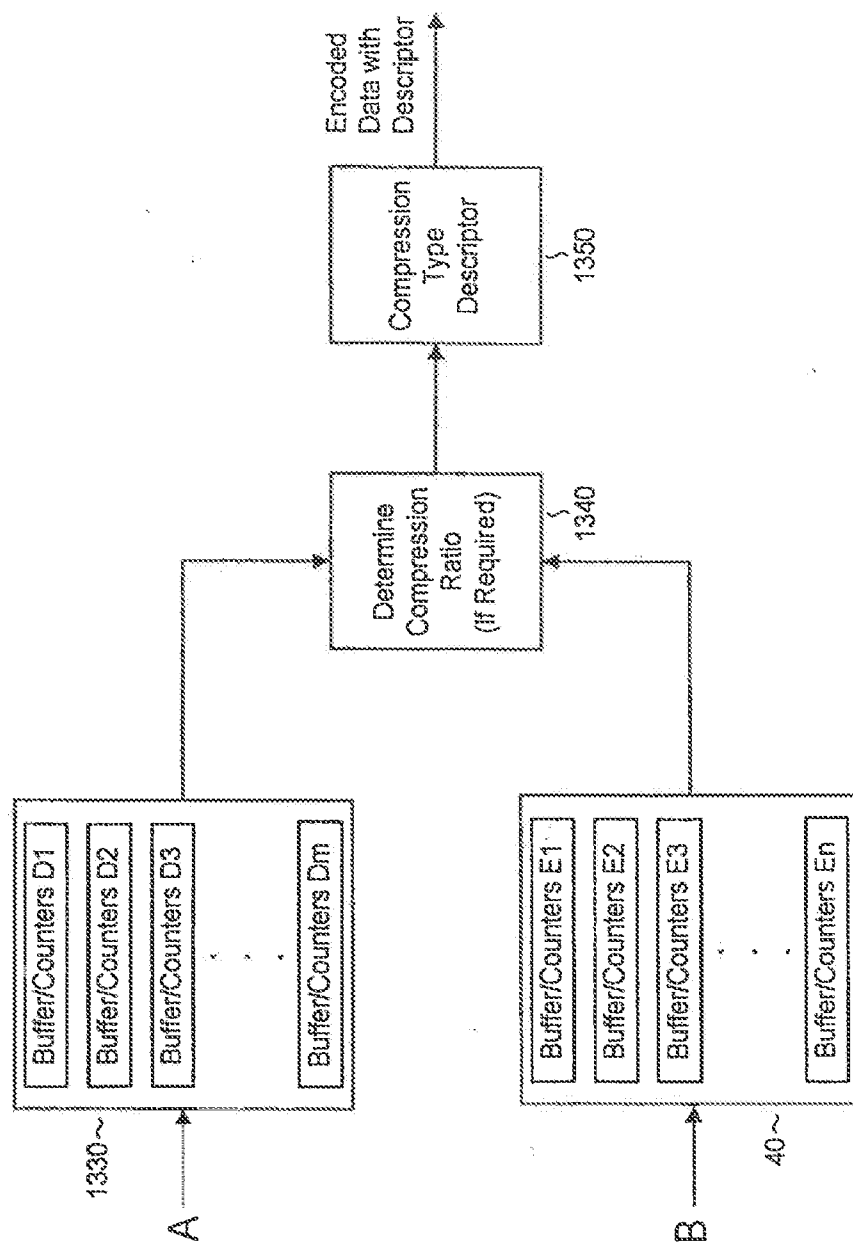 A
1330
Buffer/Counters D1
Buffer/Counters D2
Buffer/Counters D3
Buffer/Counters Dm
B
40
Buffer/Counters E1
Buffer/Counters E2
Buffer/Counters E3
Buffer/Counters En
Determine
Compression
Ratio
(If Required)
1340
Compression
Type
Descriptor
1350
Encoded
Data with
Descriptor